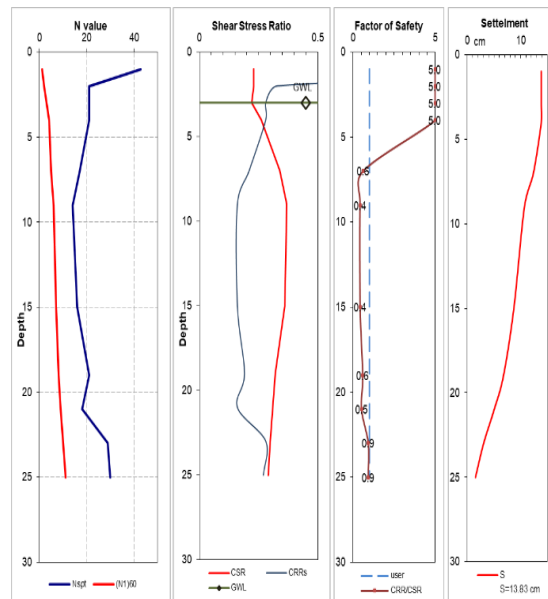 N value
0 20 40 60
0
5
10
15
20
25
30
Depth
Nspt (N1)60
Shear Stress Ratio
0 0.5
0
5
10
15
20
25
30
Depth
GWL
CSR CRRs
GWL
Factor of Safety
0 5
0
5
10
15
20
25
30
5.0
5.0
5.0
5.0
0.6
0.4
0.4
0.6
0.5
0.9
0.9
user
CRR/CSR
Settelment
0 cm 10
0
5
10
15
20
25
30
S
S=13.83 cm